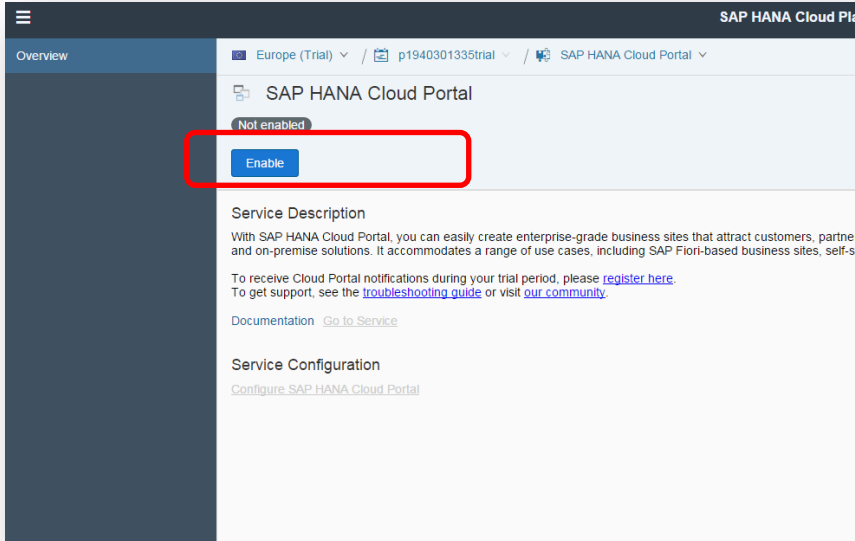 SAP HANA Cloud Pla
Overview
Europe (Trial) / p1940301335trial / SAP HANA Cloud Portal
SAP HANA Cloud Portal
Not enabled
Enable
Service Description
With SAP HANA Cloud Portal, you can easily create enterprise-grade business sites that attract customers, partne
and on-premise solutions. It accommodates a range of use cases, including SAP Fiori-based business sites, self-s
To receive Cloud Portal notifications during your trial period, please register here.
To get support, see the troubleshooting guide or visit our community.
Documentation Go to Service
Service Configuration
Configure SAP HANA Cloud Portal